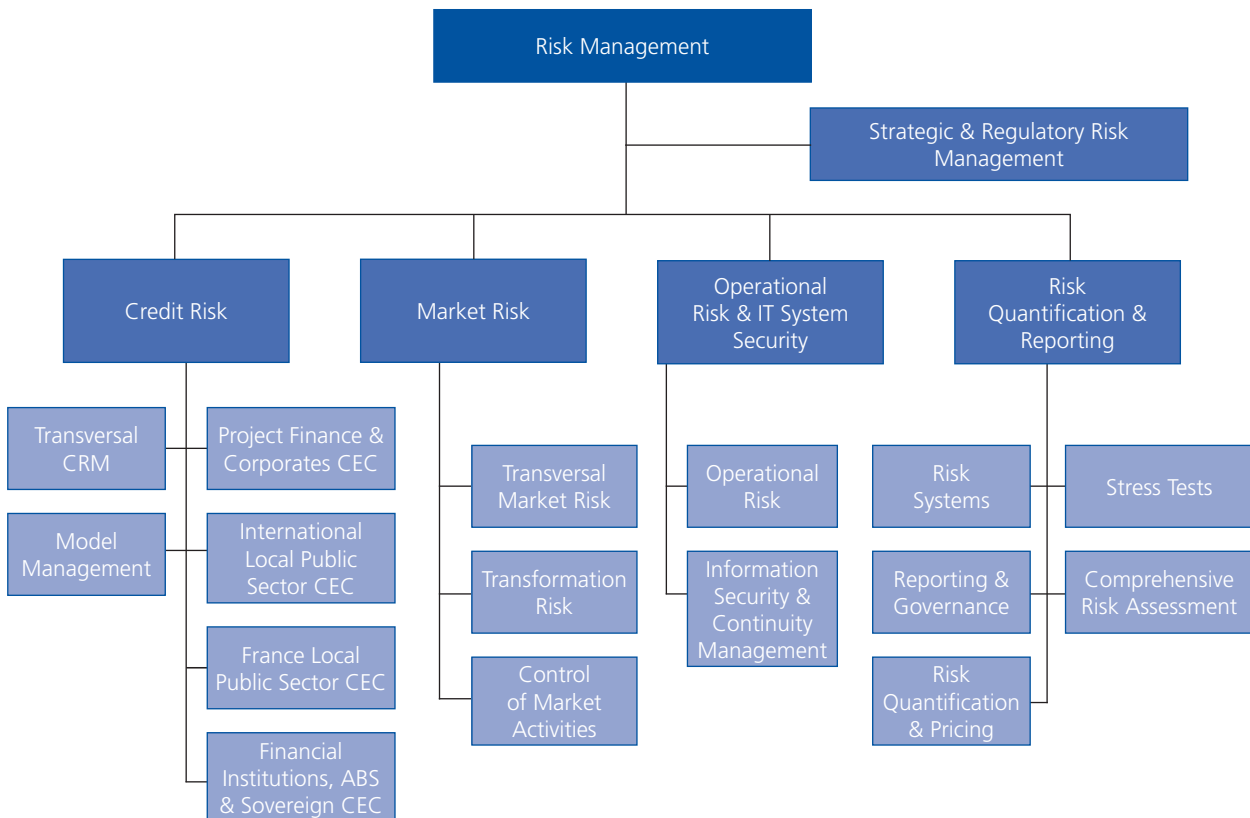 Risk Management
Strategic & Regulatory Risk
Management
Credit Risk
Market Risk
Operational
Risk & IT System
Security
Risk
Quantification &
Reporting
Transversal
CRM
Project Finance &
Corporates CEC
Model
Management
International
Local Public
Sector CEC
France Local
Public Sector CEC
Financial
Institutions, ABS
& Sovereign CEC
Transversal
Market Risk
Transformation
Risk
Control
of Market
Activities
Operational
Risk
Information
Security &
Continuity
Management
Risk
Systems
Stress Tests
Reporting &
Governance
Comprehensive
Risk Assessment
Risk
Quantification
& Pricing